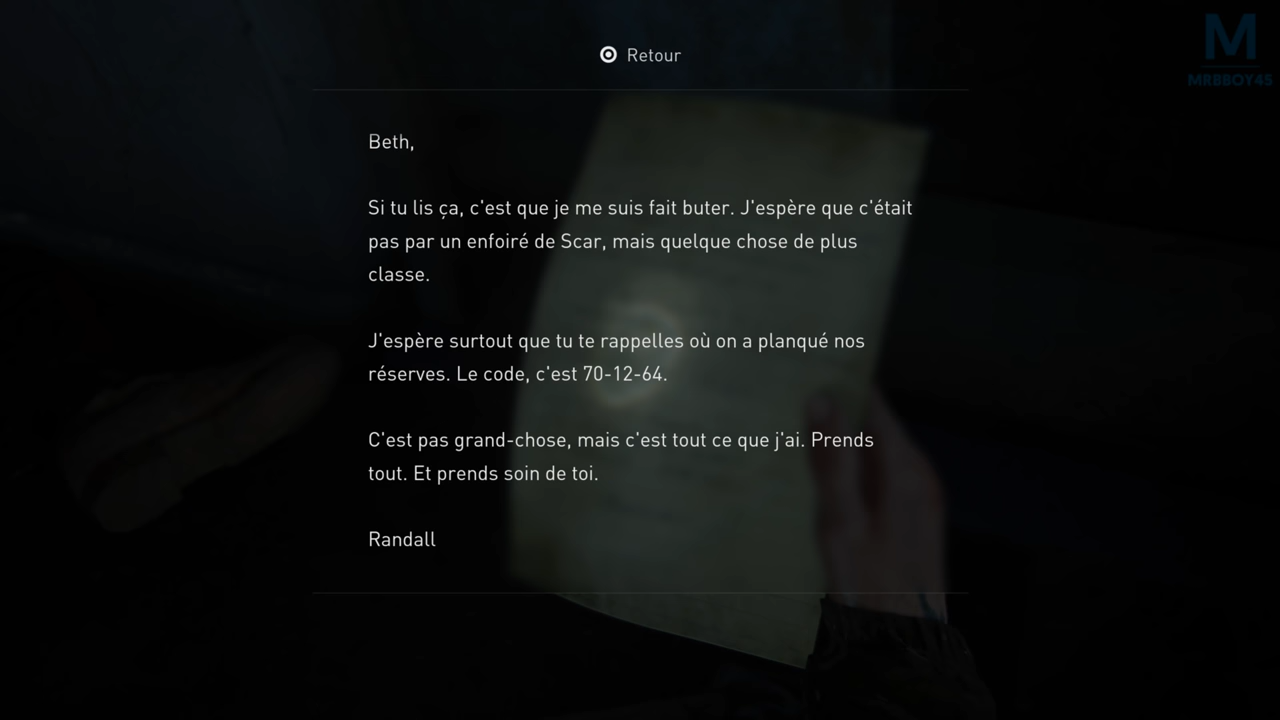 M
MRBBOY45
Retour
Beth,
Si tu lis ça, c'est que je me suis fait buter. J'espère que c'était
pas par un enfoiré de Scar, mais quelque chose de plus
classe.
J'espère surtout que tu te rappelles où on a planqué nos
réserves. Le code, c'est 70-12-64.
C'est pas grand-chose, mais c'est tout ce que j'ai. Prends
tout. Et prends soin de toi.
Randall